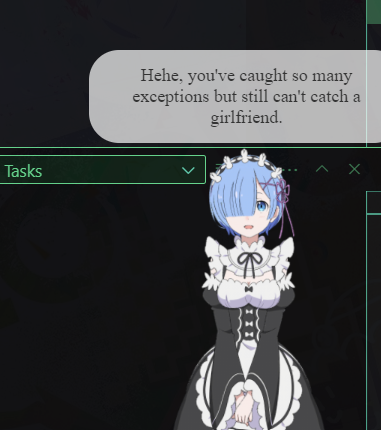 Hehe, you've caught so many
exceptions but still can't catch a
girlfriend.
Tasks